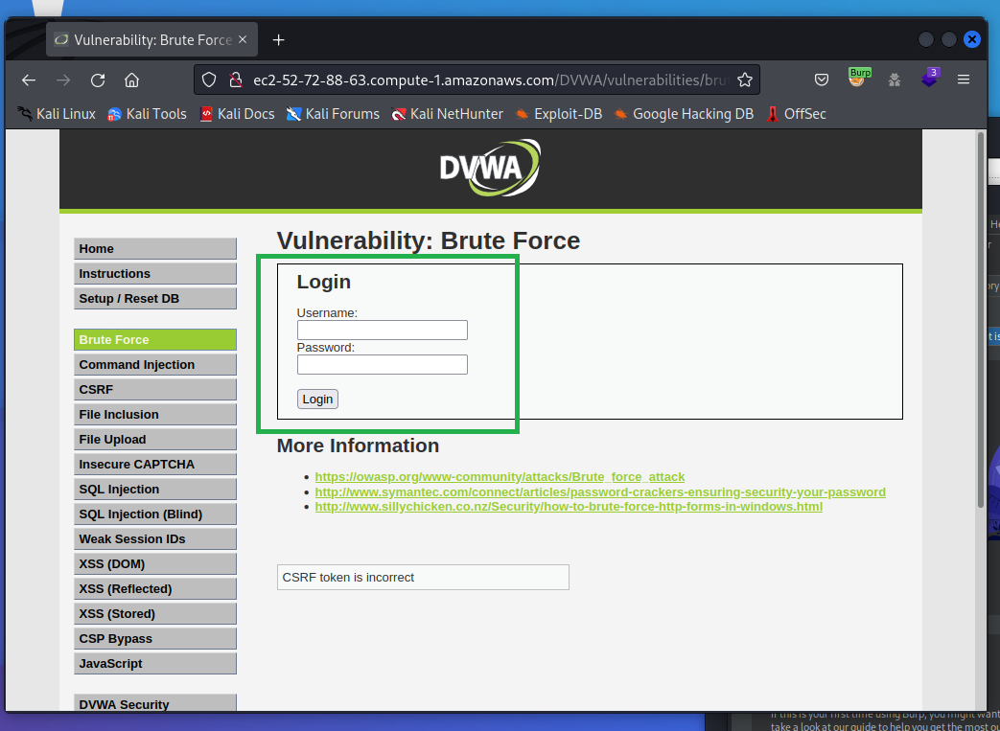 Vulnerability: Brute Force
ec2-52-72-88-63.compute-1.amazonaws.com/DVWA/vulnerabilities/bru
Burp
3
Kali Linux Kali Tools Kali Docs Kali Forums Kali NetHunter Exploit-DB Google Hacking DB OffSec
DVWA
Vulnerability: Brute Force
Home
Instructions
Setup / Reset DB
Brute Force
Command Injection
CSRF
File Inclusion
File Upload
Insecure CAPTCHA
SQL Injection
SQL Injection (Blind)
Weak Session IDs
XSS (DOM)
XSS (Reflected)
XSS (Stored)
CSP Bypass
JavaScript
DVWA Security
Login
Username:
Password:
Login
More Information
https://owasp.org/www-community/attacks/Brute_force_attack
http://www.symantec.com/connect/articles/password-crackers-ensuring-security-your-password
http://www.sillychicken.co.nz/Security/how-to-brute-force-http-forms-in-windows.html
CSRF token is incorrect
If this is your first time using Burp, you might want
take a look at our guide to help you get the most ou